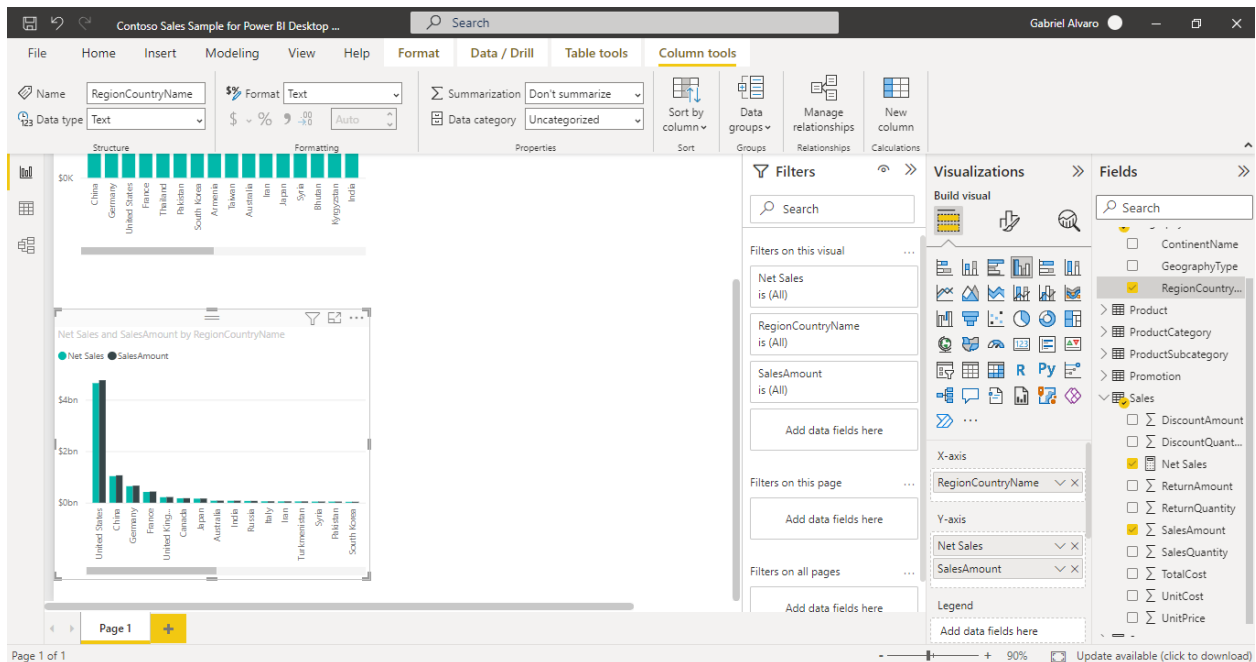 Contoso Sales Sample for Power BI Desktop ...
Search
Gabriel Alvaro
File Home Insert Modeling View Help Format Data / Drill Table tools Column tools
Name RegionCountryName
Data type Text
Structure
$% Format Text
$ % 9 .00 Auto
Formatting
Summarization Don't summarize
Data category Uncategorized
Properties
Sort by
column
Sort
Data
groups
Groups
Manage
relationships
Relationships
New
column
Calculations
$0K
China
Germany
United States
France
Thailand
Pakistan
South Korea
Armenia
Taiwan
Australia
Iran
Japan
Syria
Bhutan
Kyrgyzstan
India
Net Sales and SalesAmount by RegionCountryName
Net Sales SalesAmount
$4bn
$2bn
$0bn
United States
China
Germany
France
United King...
Canada
Japan
Australia
India
Russia
Italy
Iran
Turkmenistan
Syria
Pakistan
South Korea
Page 1
Page 1 of 1
Filters
Search
Filters on this visual ...
Net Sales
is (All)
RegionCountryName
is (All)
SalesAmount
is (All)
Add data fields here
Filters on this page ...
Add data fields here
Filters on all pages ...
Add data fields here
Visualizations
Build visual
123
R Py
...
X-axis
RegionCountryName
Y-axis
Net Sales
SalesAmount
Legend
Add data fields here
Fields
Search
ContinentName
GeographyType
RegionCountry...
Product
ProductCategory
ProductSubcategory
Promotion
Sales
DiscountAmount
DiscountQuant...
Net Sales
ReturnAmount
ReturnQuantity
SalesAmount
SalesQuantity
TotalCost
UnitCost
UnitPrice
- + 90%
Update available (click to download)